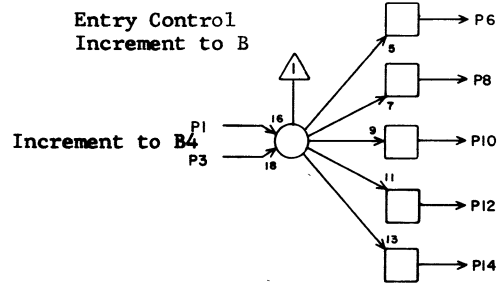 Entry Control
Increment to B
P6
5
1
P8
7
16
P1
9
P10
Increment to B4
P3
18
11
P12
13
P14